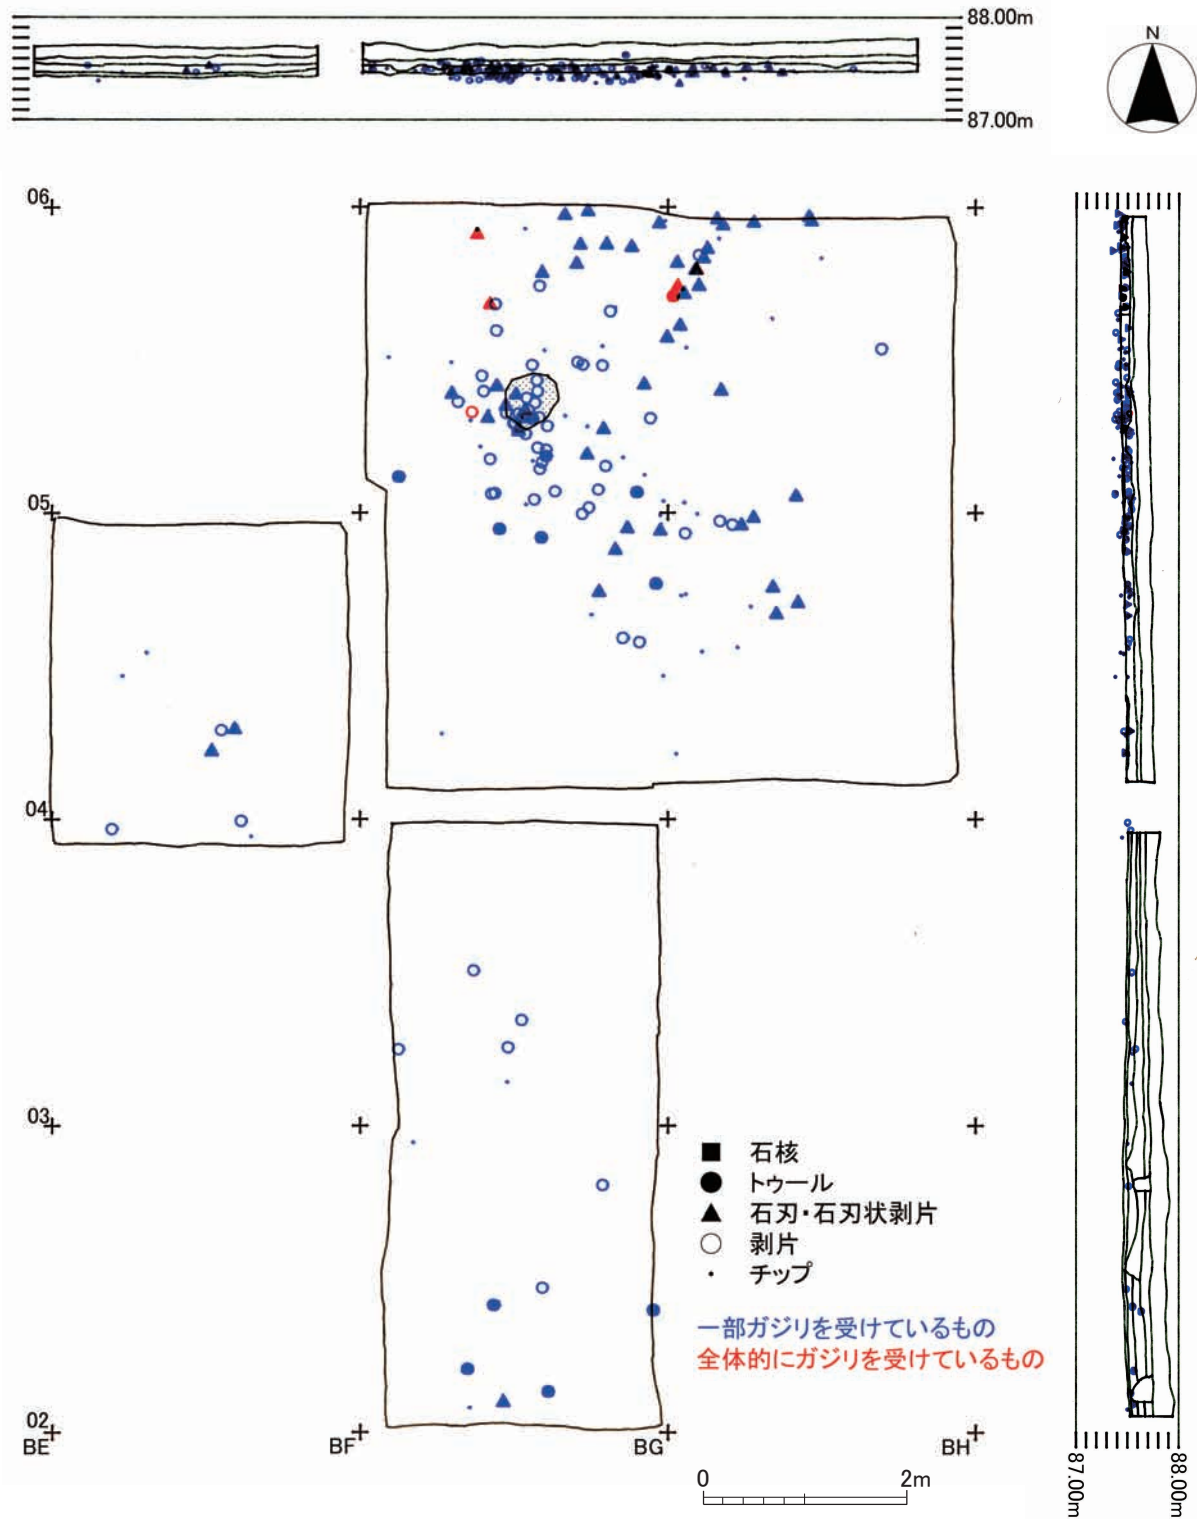 88.00m
N
87.00m
06
05
04
03
石核
トゥール
石刃・石刃状剥片
剥片
チップ
一部ガジリを受けているもの
全体的にガジリを受けているもの
02
BE
BF
BG
BH
0
2m
87.00m
88.00m